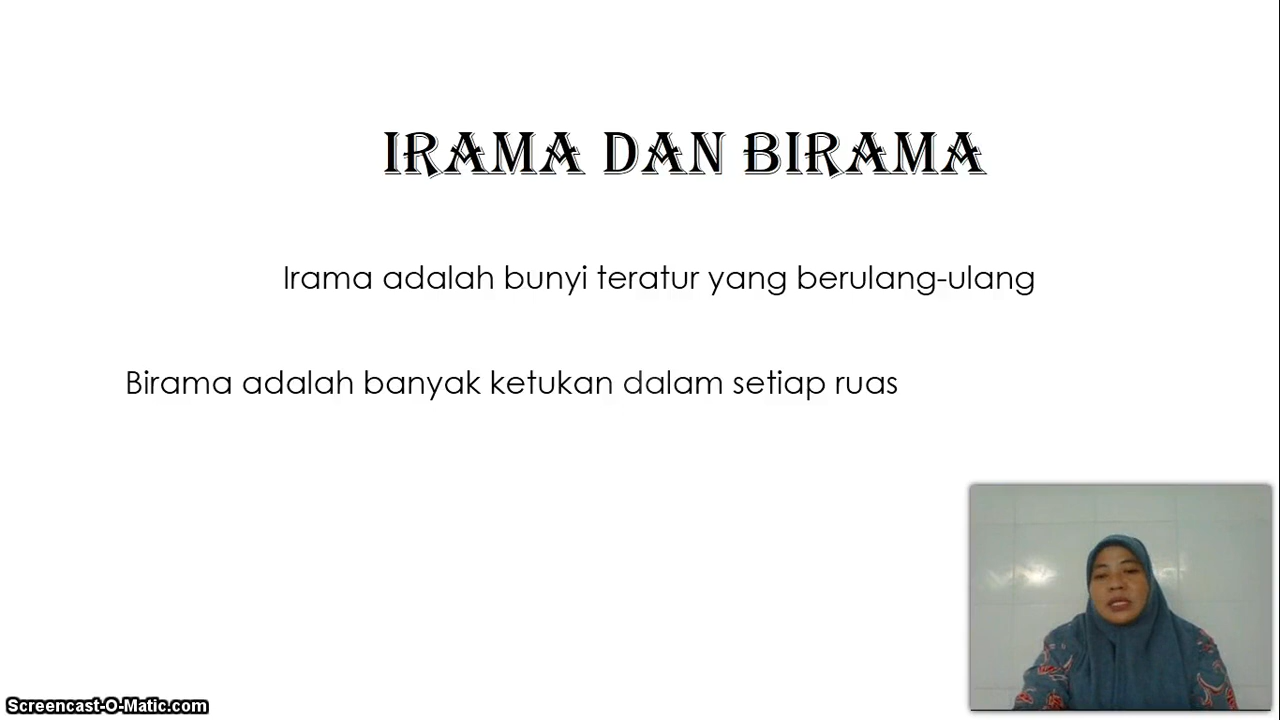 IRAMA DAN BIRAMA
Irama adalah bunyi teratur yang berulang-ulang
Birama adalah banyak ketukan dalam setiap ruas
Screencast-O-Matic.com